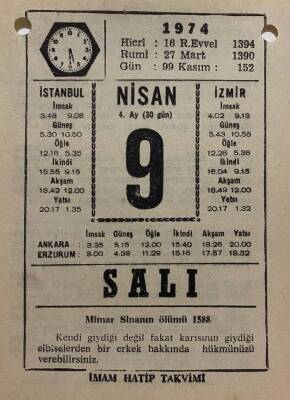 1974
Hicrî : 16 R.Evvel 1394
Rumî : 27 Mart 1390
Gün : 99 Kasım : 152
İSTANBUL
İmsak
3.48 9.08
Güneş
5.30 10.50
Öğle
12.16 5.35
İkindi
15.55 9.15
Akşam
18.42 12.00
Yatsı
20.17 1.35
NİSAN
4. Ay (30 gün)
9
İZMİR
İmsak
4.02 9.13
Güneş
5.43 10.55
Öğle
12.26 5.36
İkindi
16.04 9.15
Akşam
18.49 12.00
Yatsı
20.17 1.32
İmsak Güneş Öğle İkindi Akşam Yatsı
ANKARA : 3.35 5.15 12.00 15.40 18.26 20.00
ERZURUM : 3.00 4.38 11.29 15.16 17.57 19.32
SALI
Mimar Sinanın ölümü 1588
Kendi giydiği değil fakat karısının giydiği
elbiselerden bir erkek hakkında hükmünüzü
verebilirsiniz.
İMAM HATİP TAKVİMİ